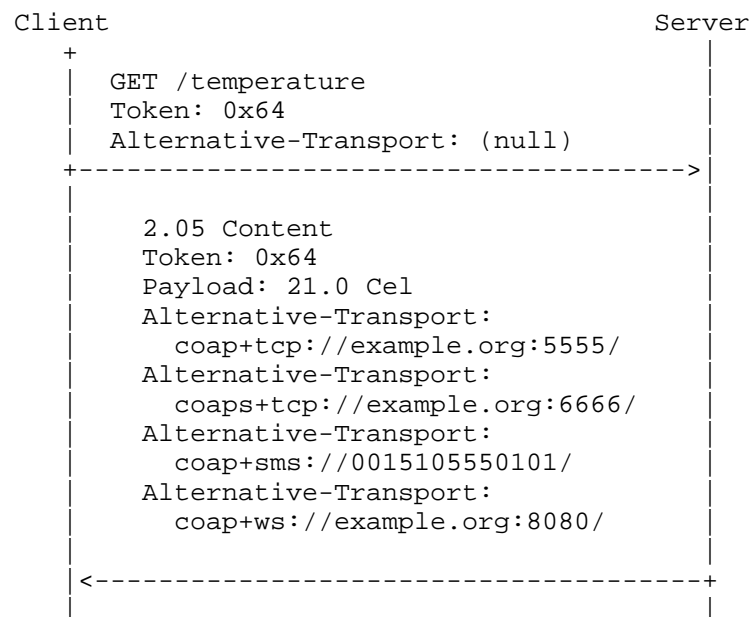 Client Server
GET /temperature
Token: 0x64
Alternative-Transport: (null)
2.05 Content
Token: 0x64
Payload: 21.0 Cel
Alternative-Transport:
coap+tcp://example.org:5555/
Alternative-Transport:
coaps+tcp://example.org:6666/
Alternative-Transport:
coap+sms://0015105550101/
Alternative-Transport:
coap+ws://example.org:8080/